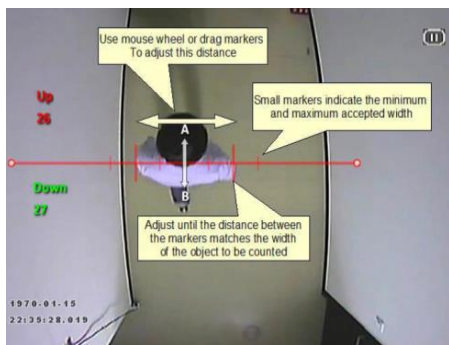 Use mouse wheel or drag markers
To adjust this distance
Up
26
Small markers indicate the minimum
and maximum accepted width
A
Down
27
B
Adjust until the distance between
the markers matches the width
of the object to be counted
1970-01-15
22:35:28.019